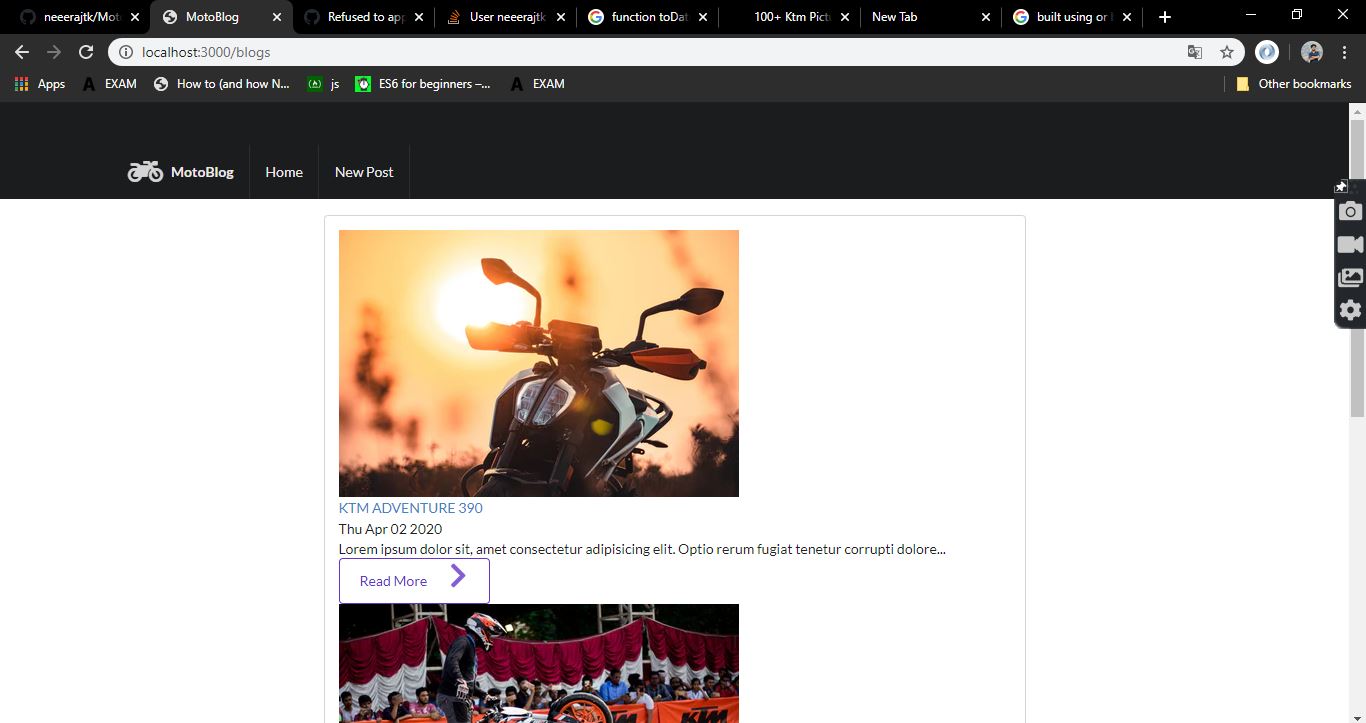 neeerajtk/Mot
MotoBlog
Refused to ap
User neeerajtk
function toDat
100+ Ktm Pict
New Tab
built using or
localhost:3000/blogs
Apps
EXAM
How to (and how N...
js
ES6 for beginners –...
EXAM
Other bookmarks
MotoBlog
Home
New Post
KTM ADVENTURE 390
Thu Apr 02 2020
Lorem ipsum dolor sit, amet consectetur adipisicing elit. Optio rerum fugiat tenetur corrupti dolore...
Read More
KTM